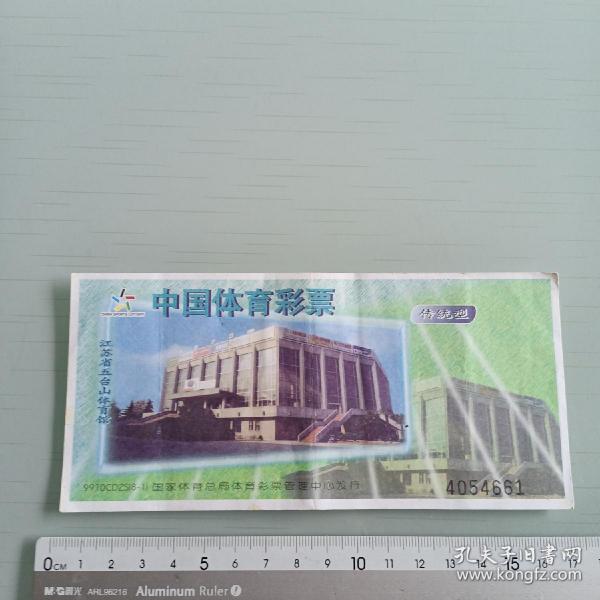 中国体育彩票
CHINA SPORTS LOTTERY
传统型
江苏省五台山体育馆
国家体育总局体育彩票管理中心发行
4054661
0CM 1 2 3 4 5 6 7 8 9 10 11 12 13 14 15 16 17
M&G晨光 ARL96216 Aluminum Ruler
孔夫子旧书网
www.kongfz.com